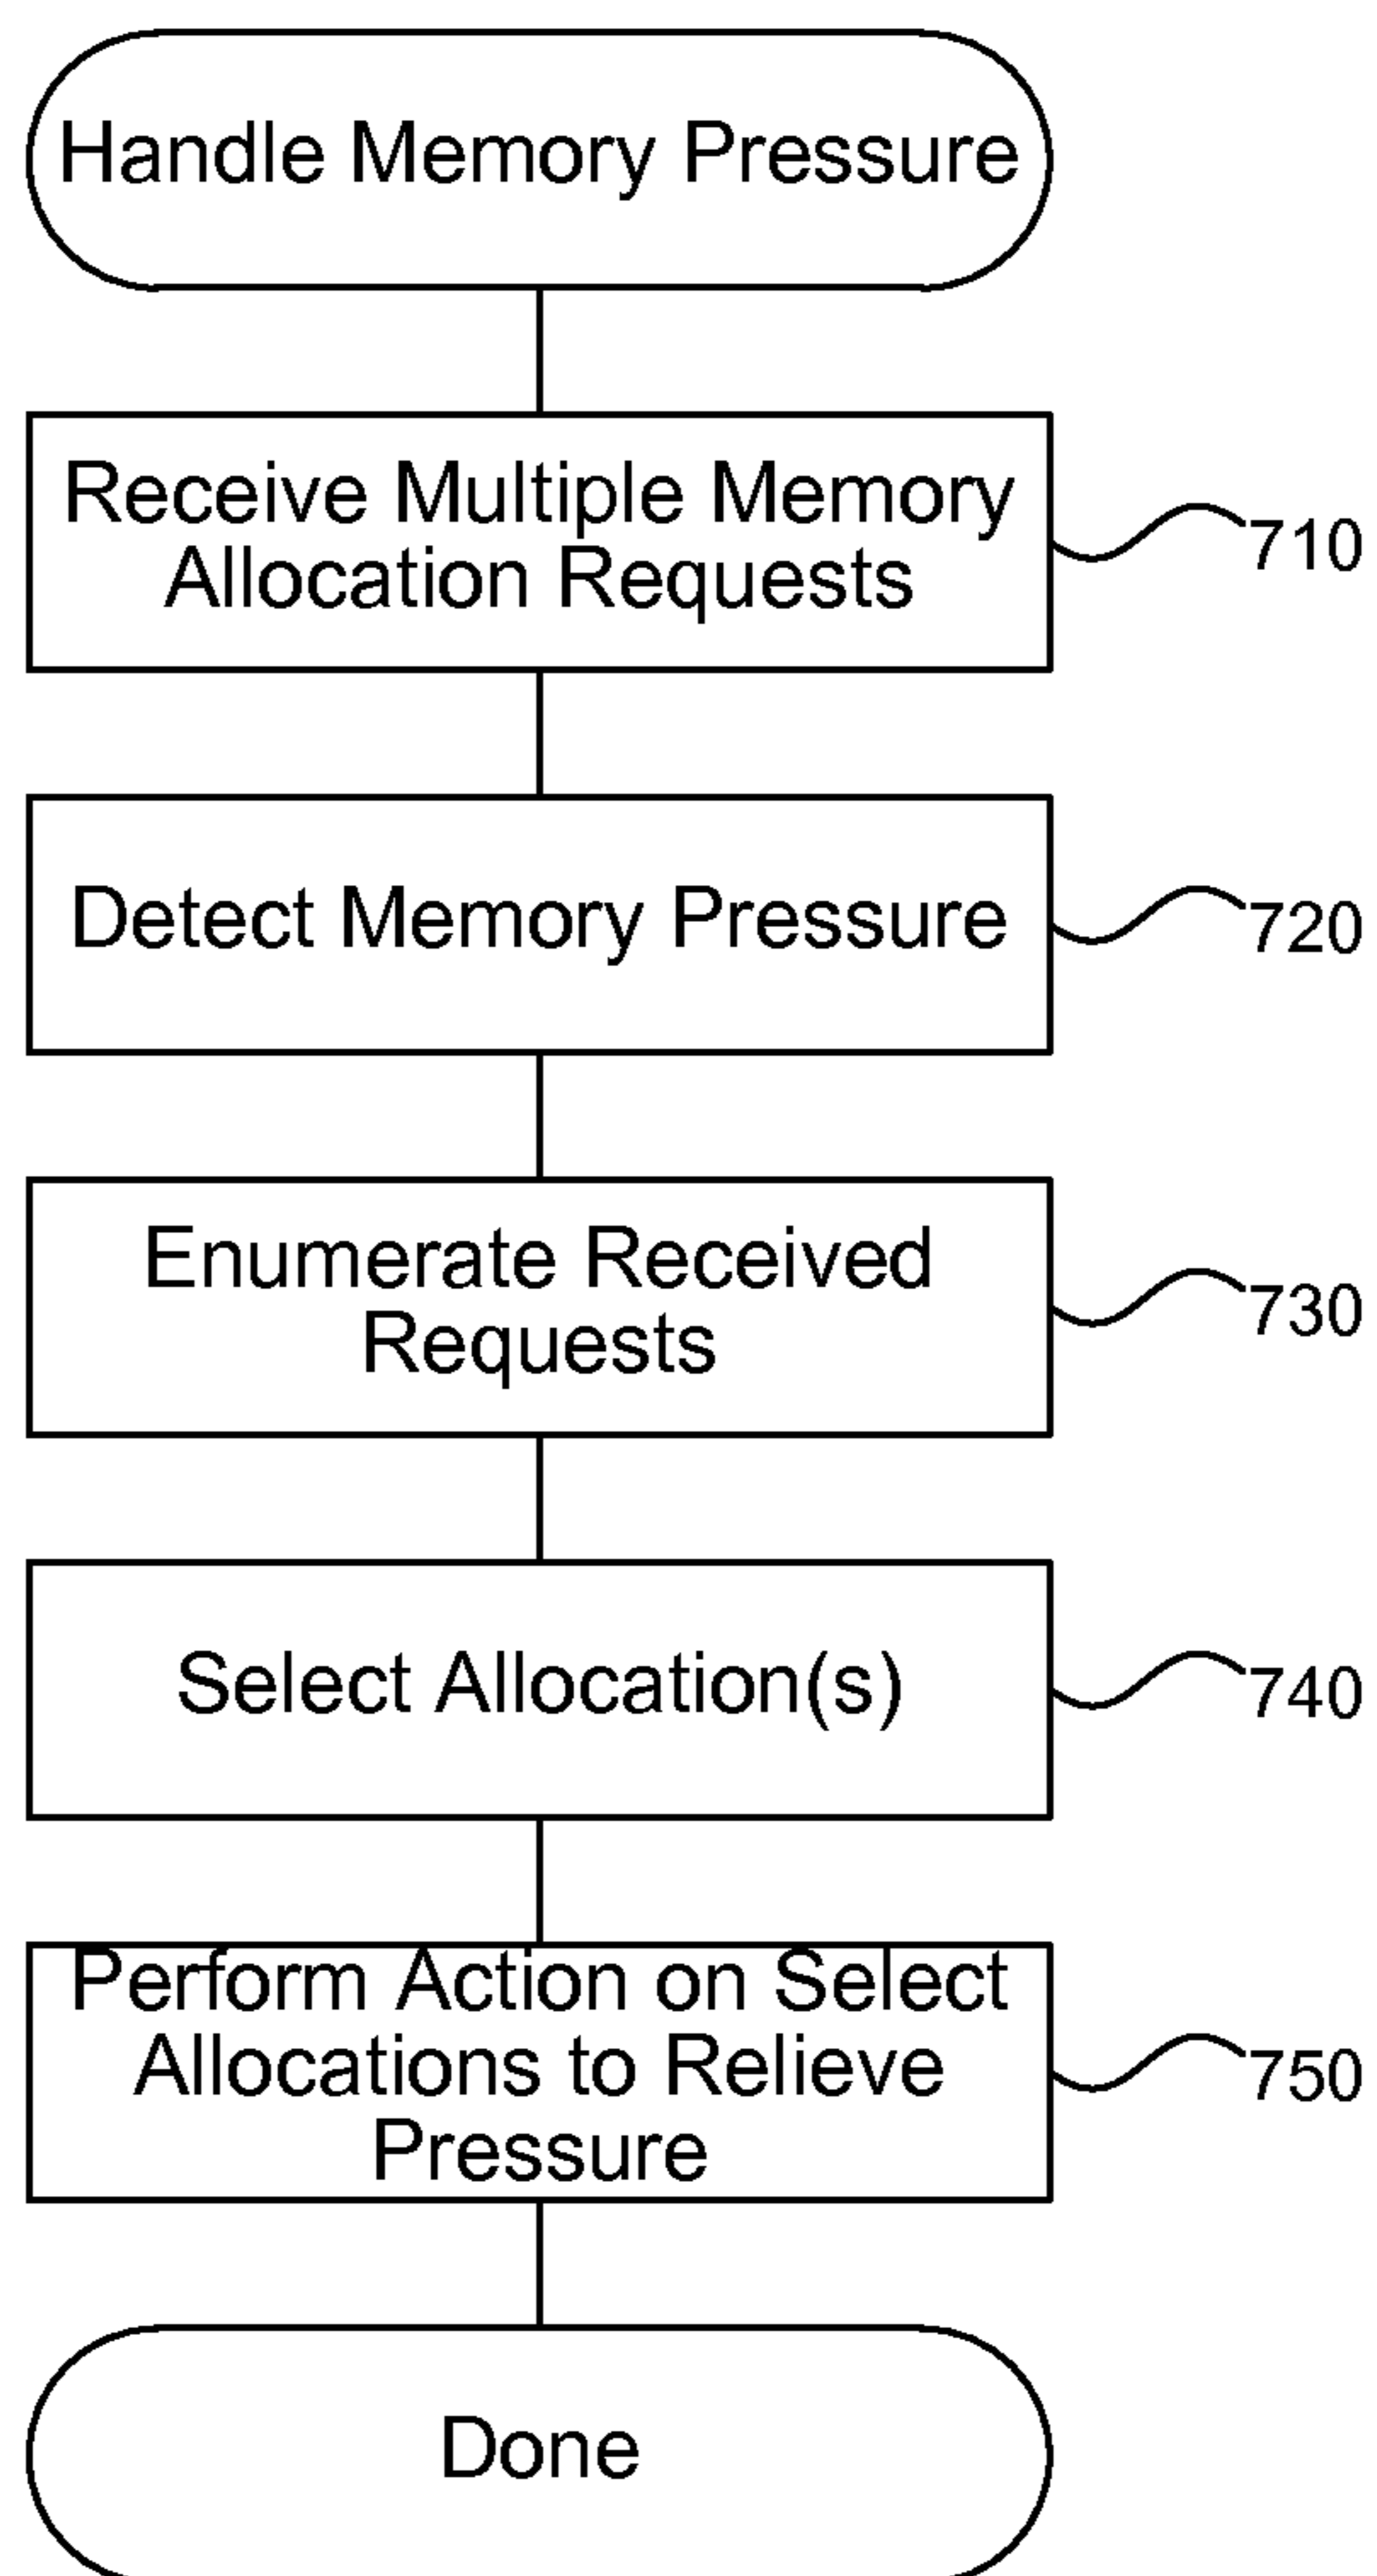 Handle Memory Pressure
Receive Multiple Memory
Allocation Requests
710
Detect Memory Pressure
720
Enumerate Received
Requests
730
Select Allocation(s)
740
Perform Action on Select
Allocations to Relieve
Pressure
750
Done